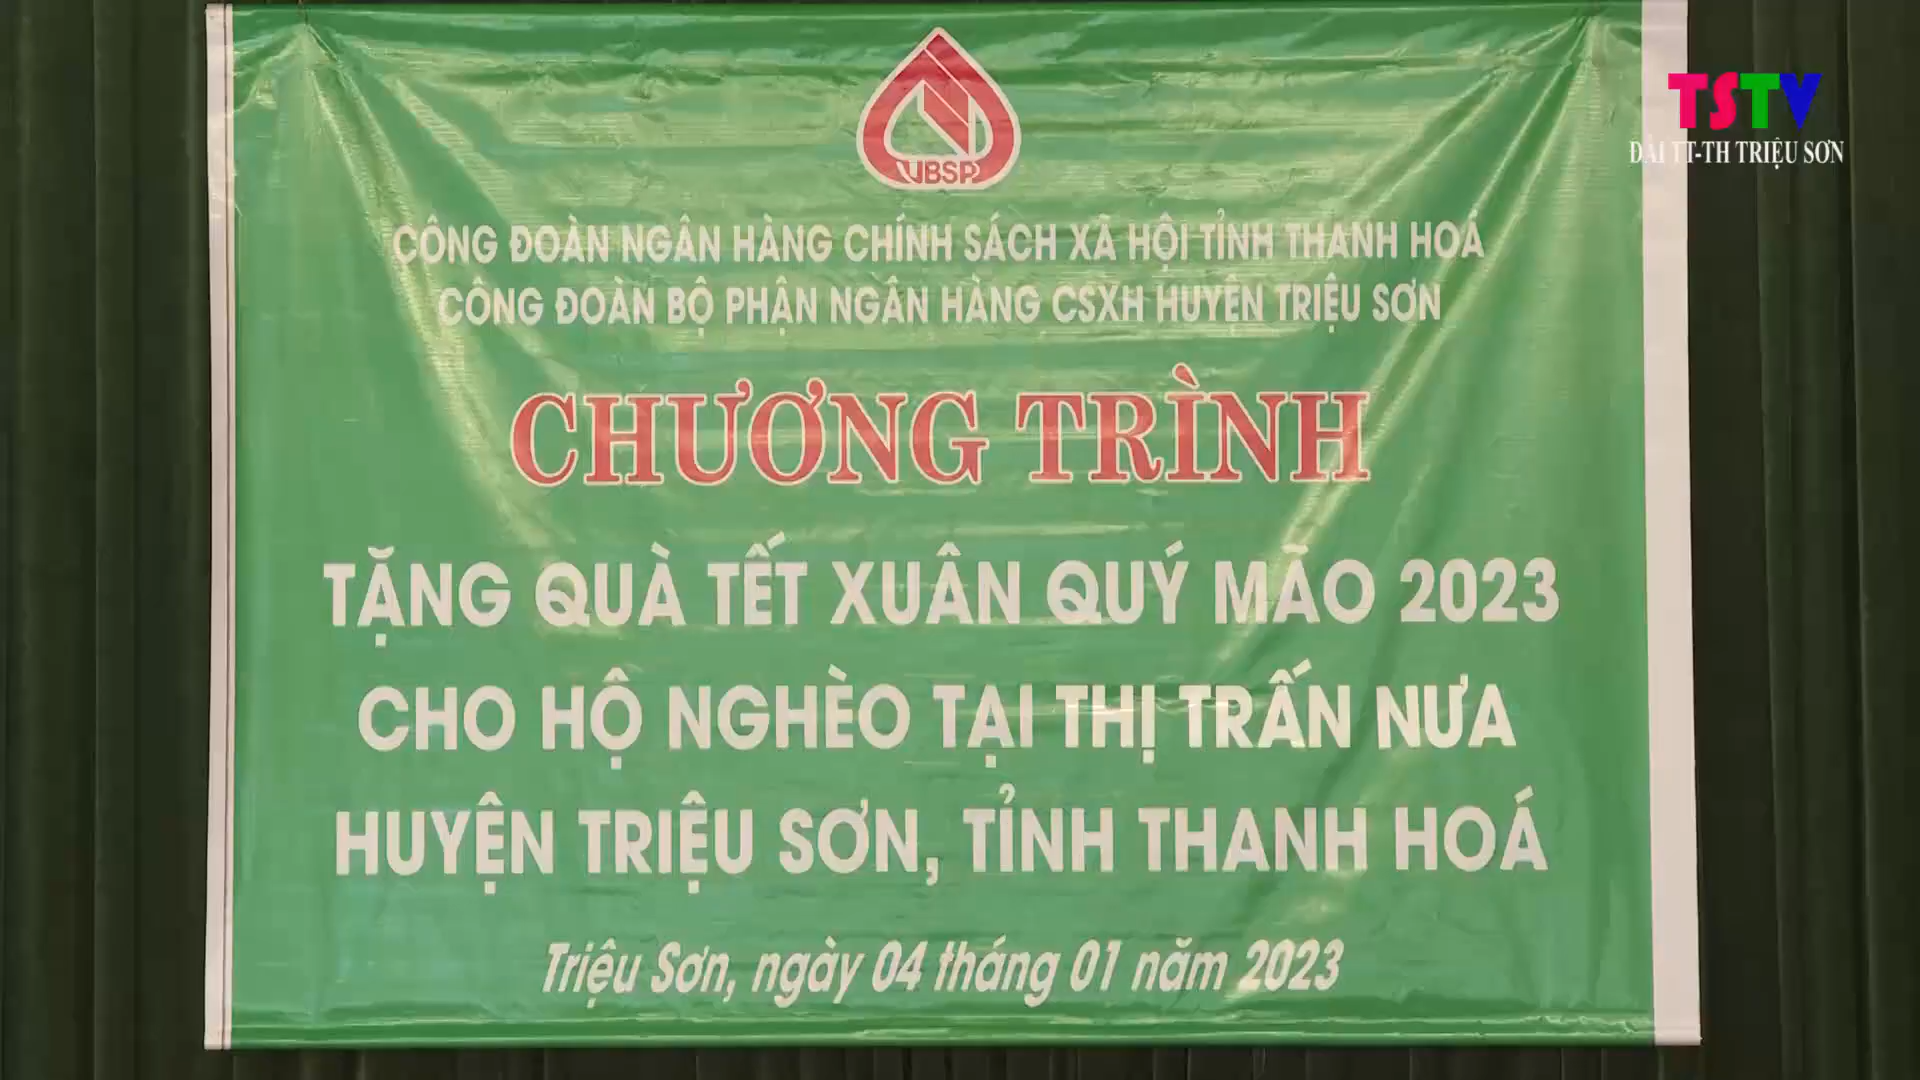 TSTV
ĐÀI TT-TH TRIỆU SƠN
VBSP
CÔNG ĐOÀN NGÂN HÀNG CHÍNH SÁCH XÃ HỘI TỈNH THANH HOÁ
CÔNG ĐOÀN BỘ PHẬN NGÂN HÀNG CSXH HUYỆN TRIỆU SƠN
CHƯƠNG TRÌNH
TẶNG QUÀ TẾT XUÂN QUÝ MÃO 2023
CHO HỘ NGHÈO TẠI THỊ TRẤN NƯA
HUYỆN TRIỆU SƠN, TỈNH THANH HOÁ
Triệu Sơn, ngày 04 tháng 01 năm 2023